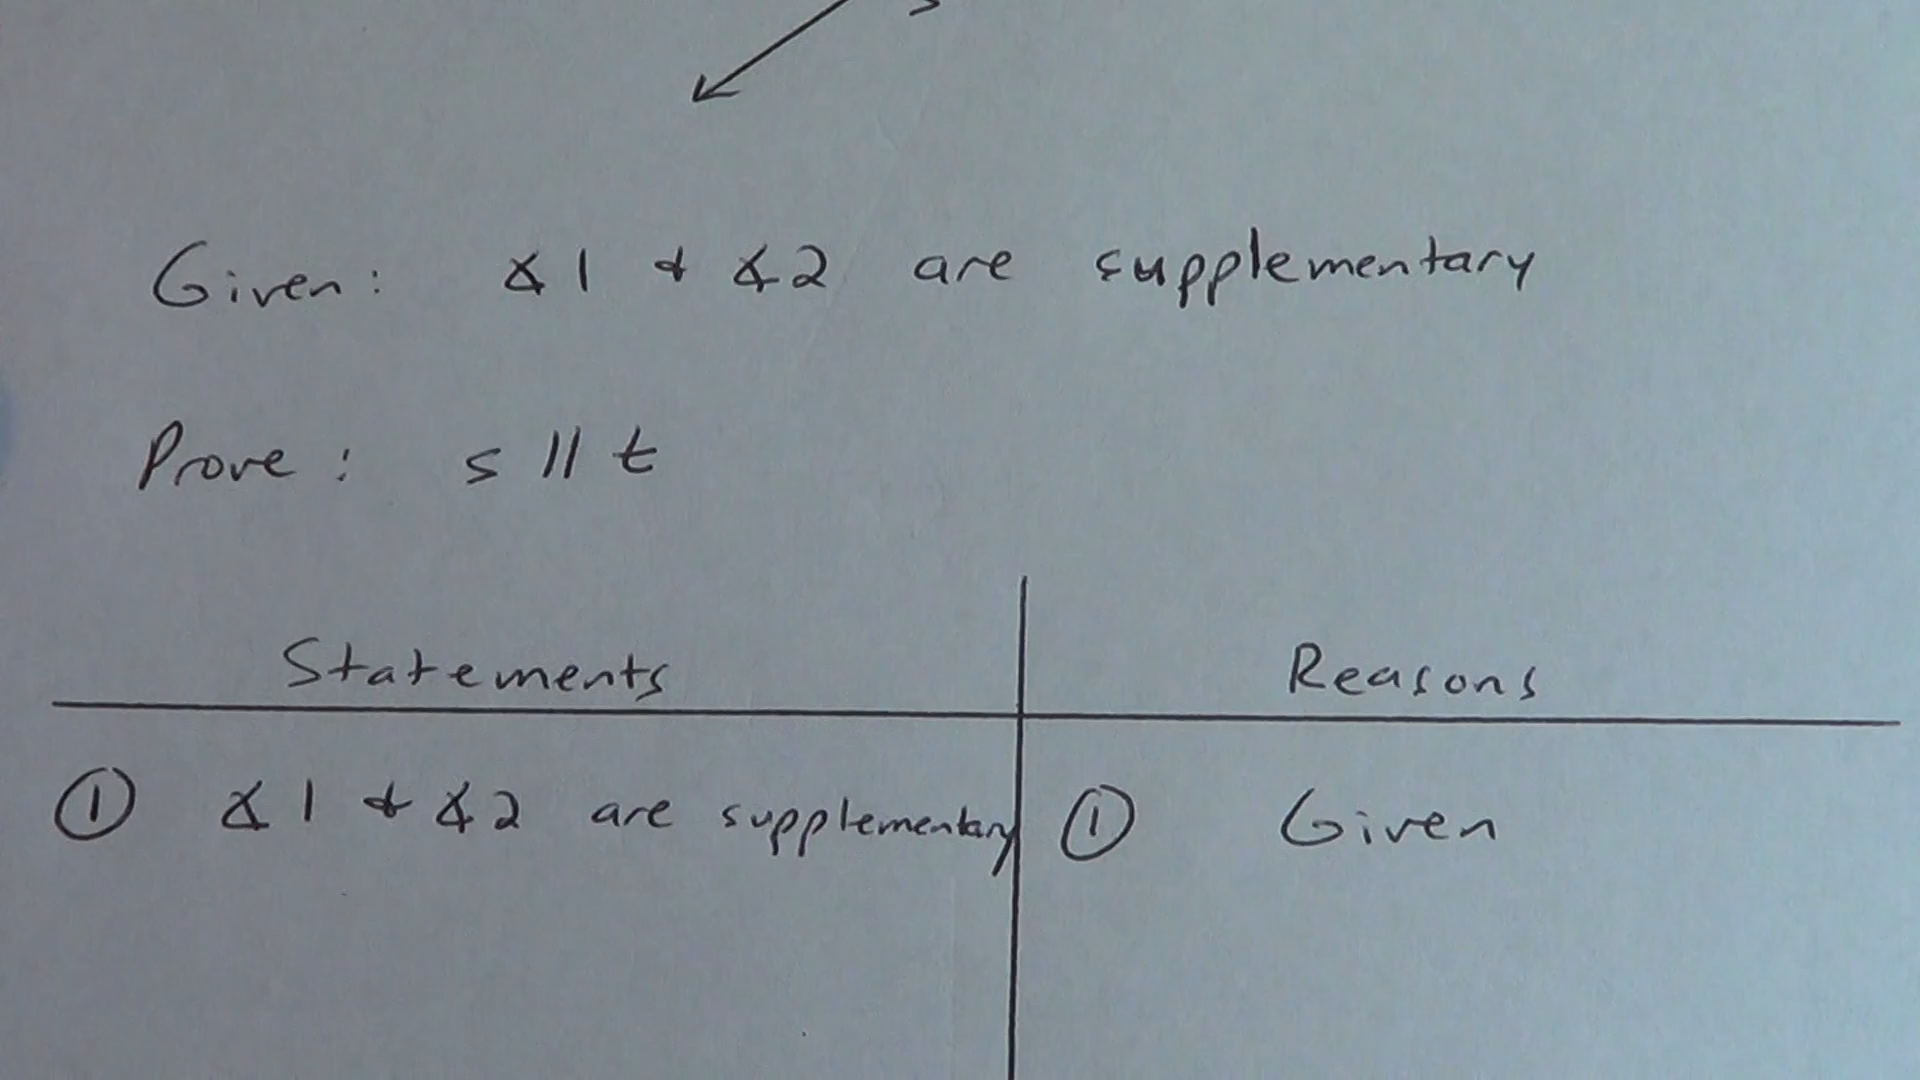 Given: ∡1 & ∡2 are supplementary
Prove: s // t
Statements Reasons
① ∡1 & ∡2 are supplementary ① Given